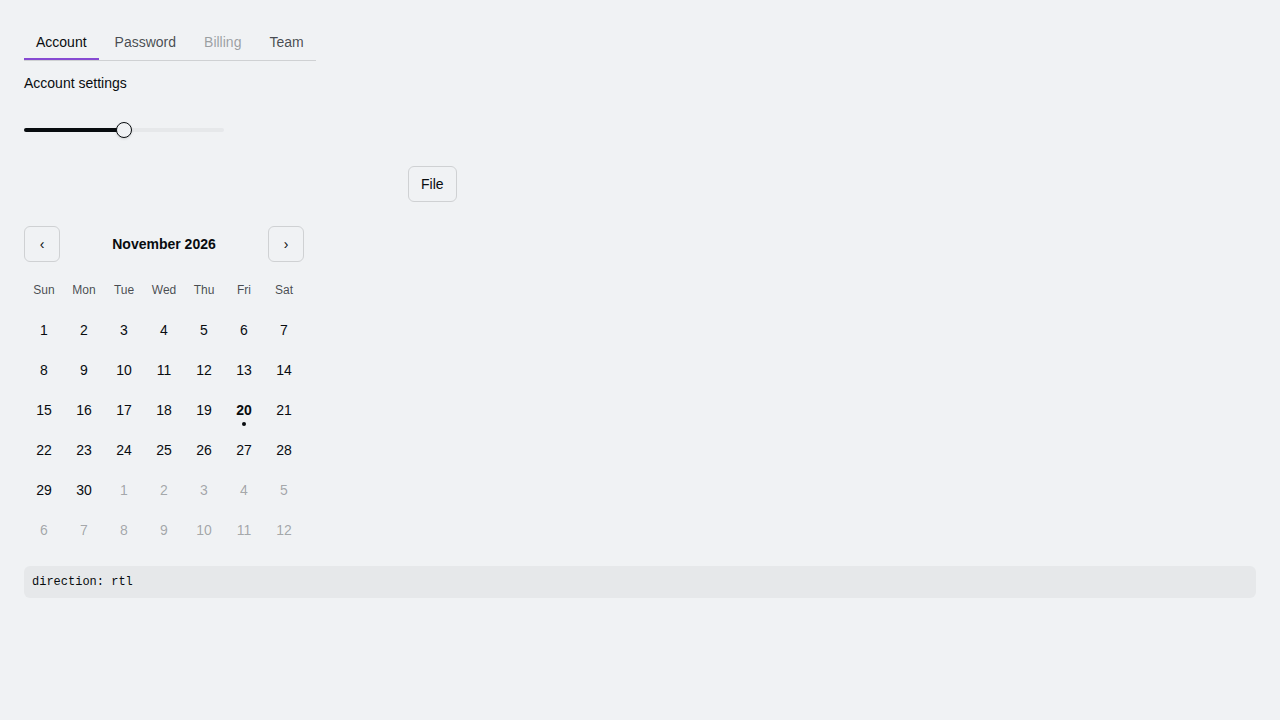 Account Password Billing Team
Account settings
File
‹ November 2026 ›
Sun Mon Tue Wed Thu Fri Sat
1 2 3 4 5 6 7
8 9 10 11 12 13 14
15 16 17 18 19 20 21
22 23 24 25 26 27 28
29 30 1 2 3 4 5
6 7 8 9 10 11 12
direction: rtl